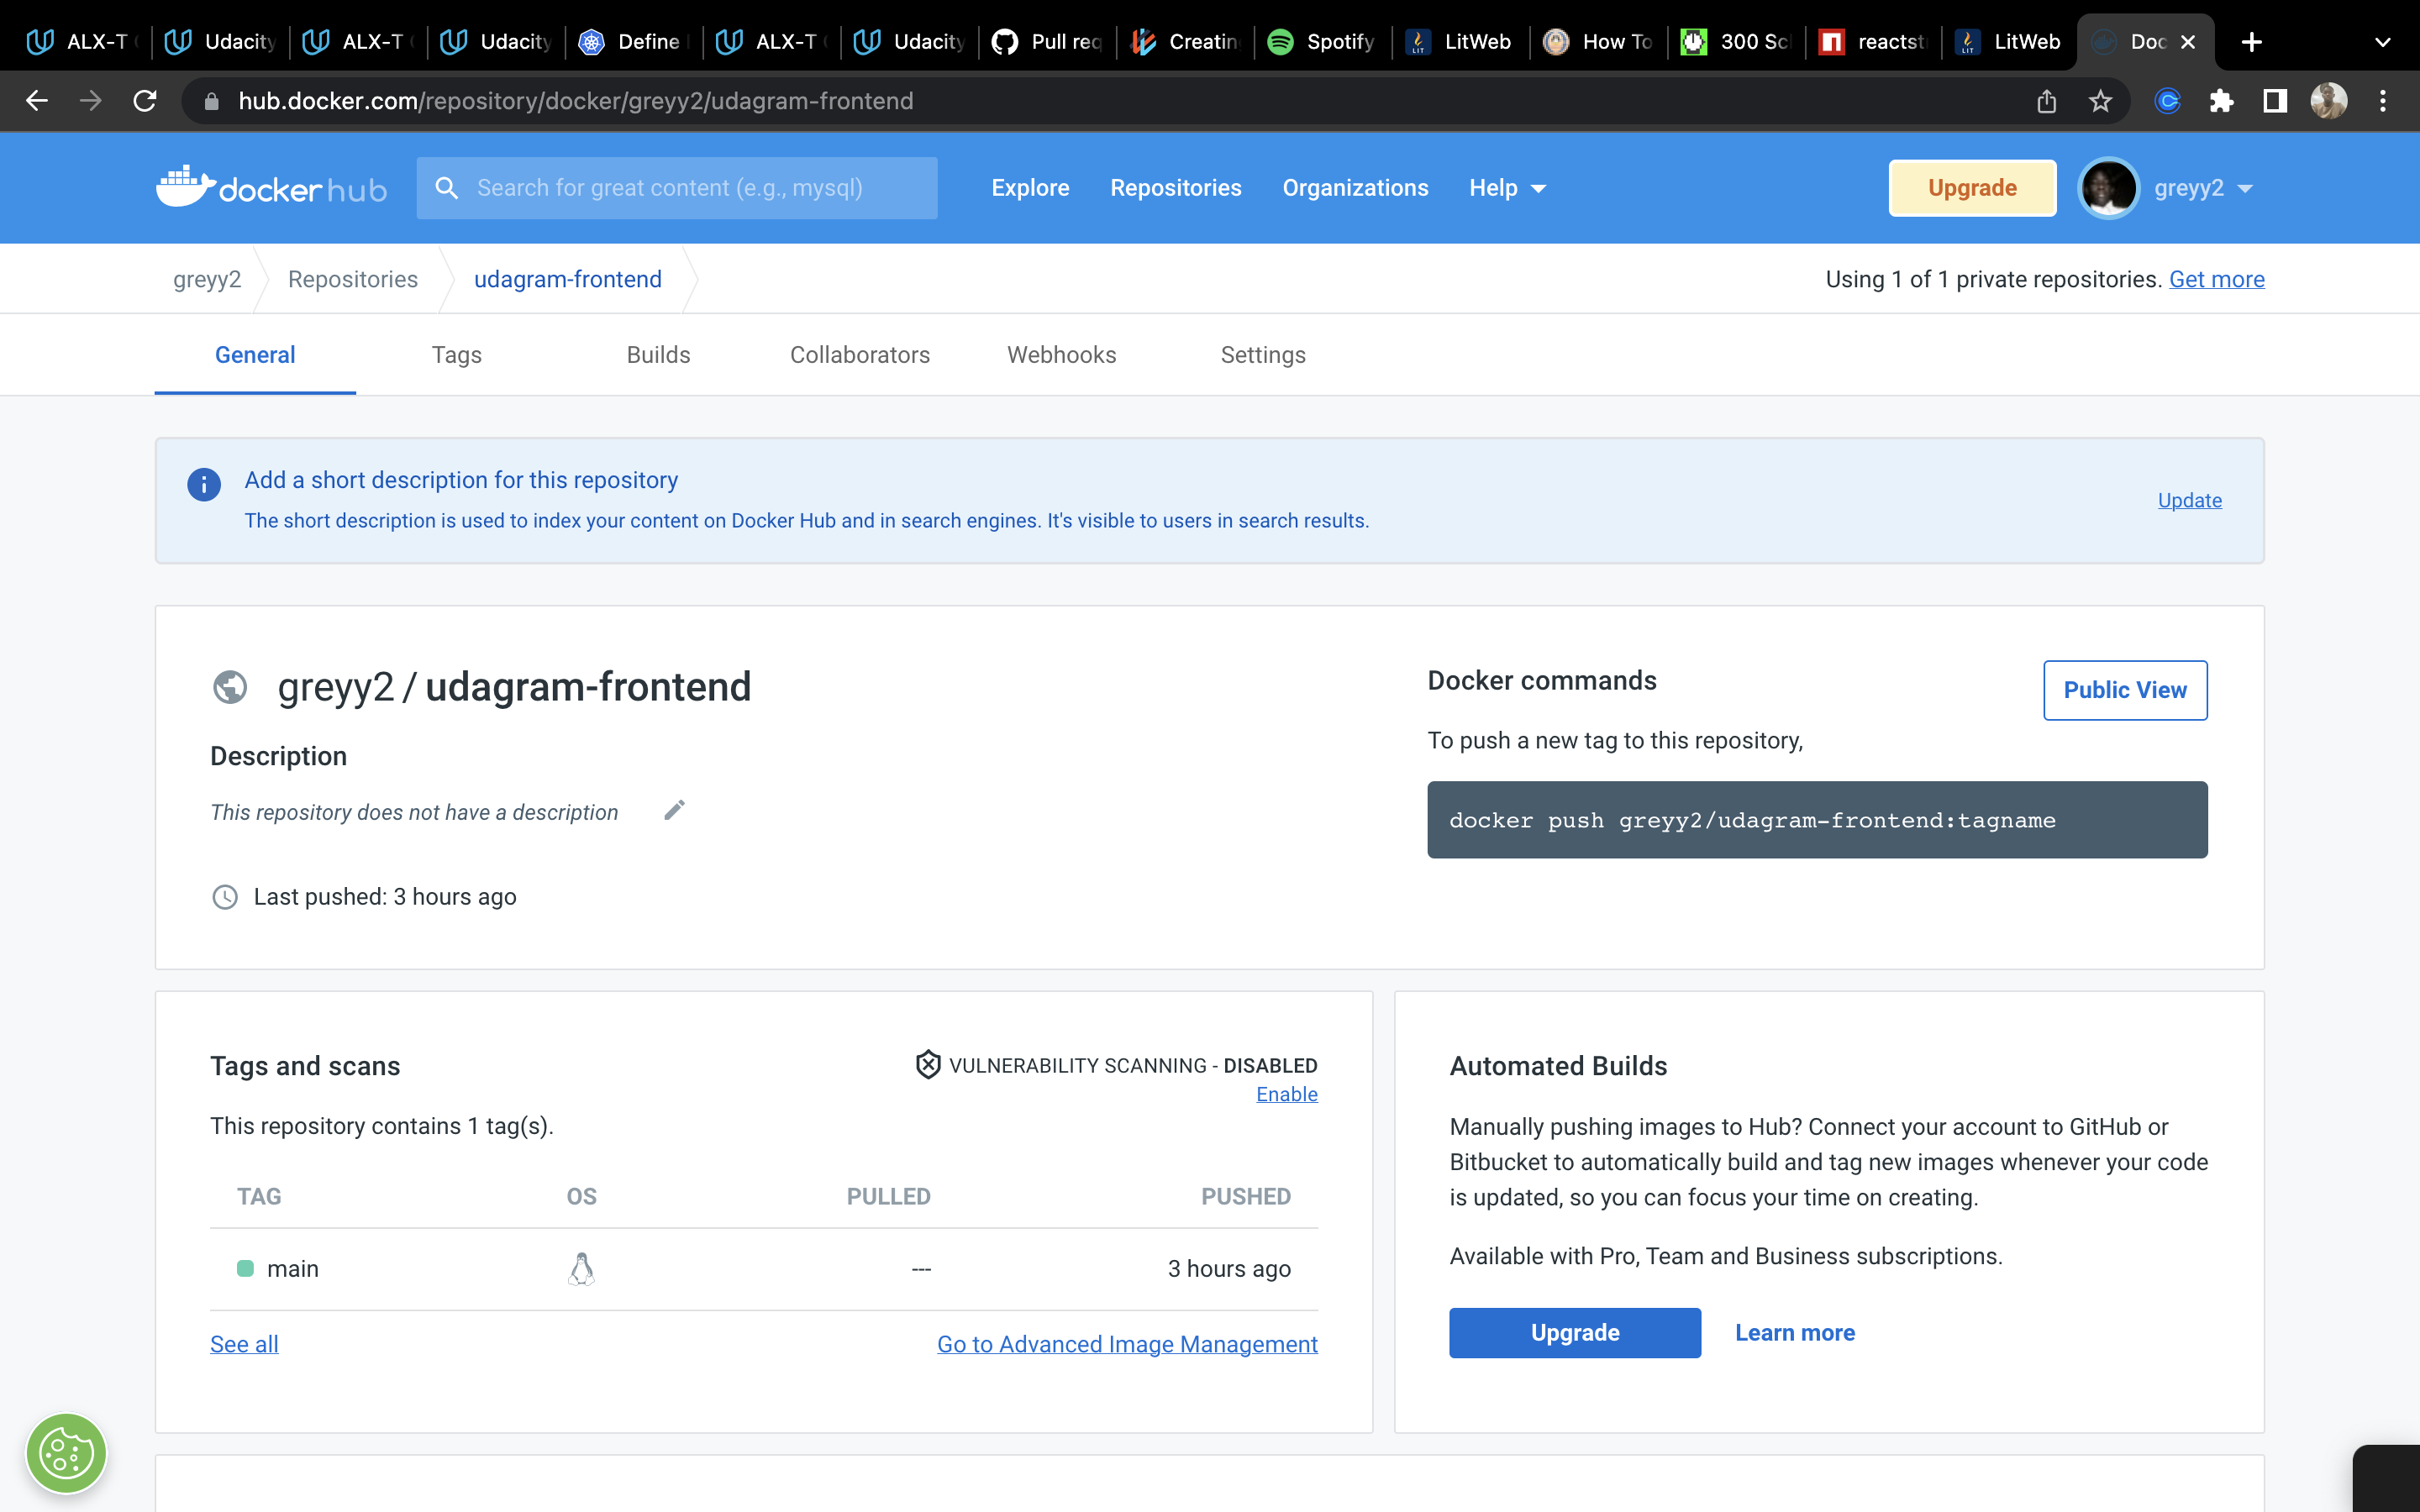 ALX-T
Udacity
ALX-T
Udacity
Define
ALX-T
Udacity
Pull req
Creatin
Spotify
LitWeb
How To
300 Sc
reactst
LitWeb
Doc
hub.docker.com/repository/docker/greyy2/udagram-frontend
docker hub
Search for great content (e.g., mysql)
Explore
Repositories
Organizations
Help
Upgrade
greyy2
greyy2
Repositories
udagram-frontend
Using 1 of 1 private repositories. Get more
General
Tags
Builds
Collaborators
Webhooks
Settings
Add a short description for this repository
The short description is used to index your content on Docker Hub and in search engines. It's visible to users in search results.
Update
greyy2 / udagram-frontend
Description
This repository does not have a description
Last pushed: 3 hours ago
Docker commands
Public View
To push a new tag to this repository,
docker push greyy2/udagram-frontend:tagname
Tags and scans
VULNERABILITY SCANNING - DISABLED
Enable
This repository contains 1 tag(s).
TAG OS PULLED PUSHED
main --- 3 hours ago
See all
Go to Advanced Image Management
Automated Builds
Manually pushing images to Hub? Connect your account to GitHub or
Bitbucket to automatically build and tag new images whenever your code
is updated, so you can focus your time on creating.
Available with Pro, Team and Business subscriptions.
Upgrade
Learn more